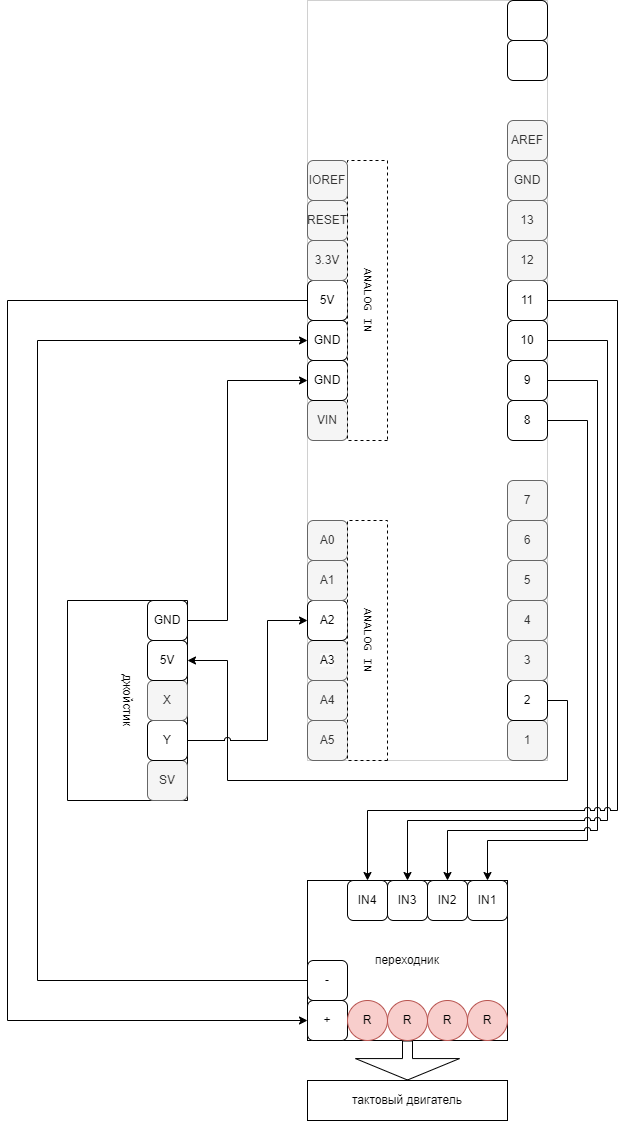 AREF
IOREF
GND
RESET
13
3.3V
12
ANALOG IN
5V
11
GND
10
GND
9
VIN
8
7
A0
6
A1
5
A2
4
ANALOG IN
A3
3
A4
2
A5
1
GND
5V
джойстик
X
Y
SV
IN4
IN3
IN2
IN1
переходник
-
+
R
R
R
R
тактовый двигатель